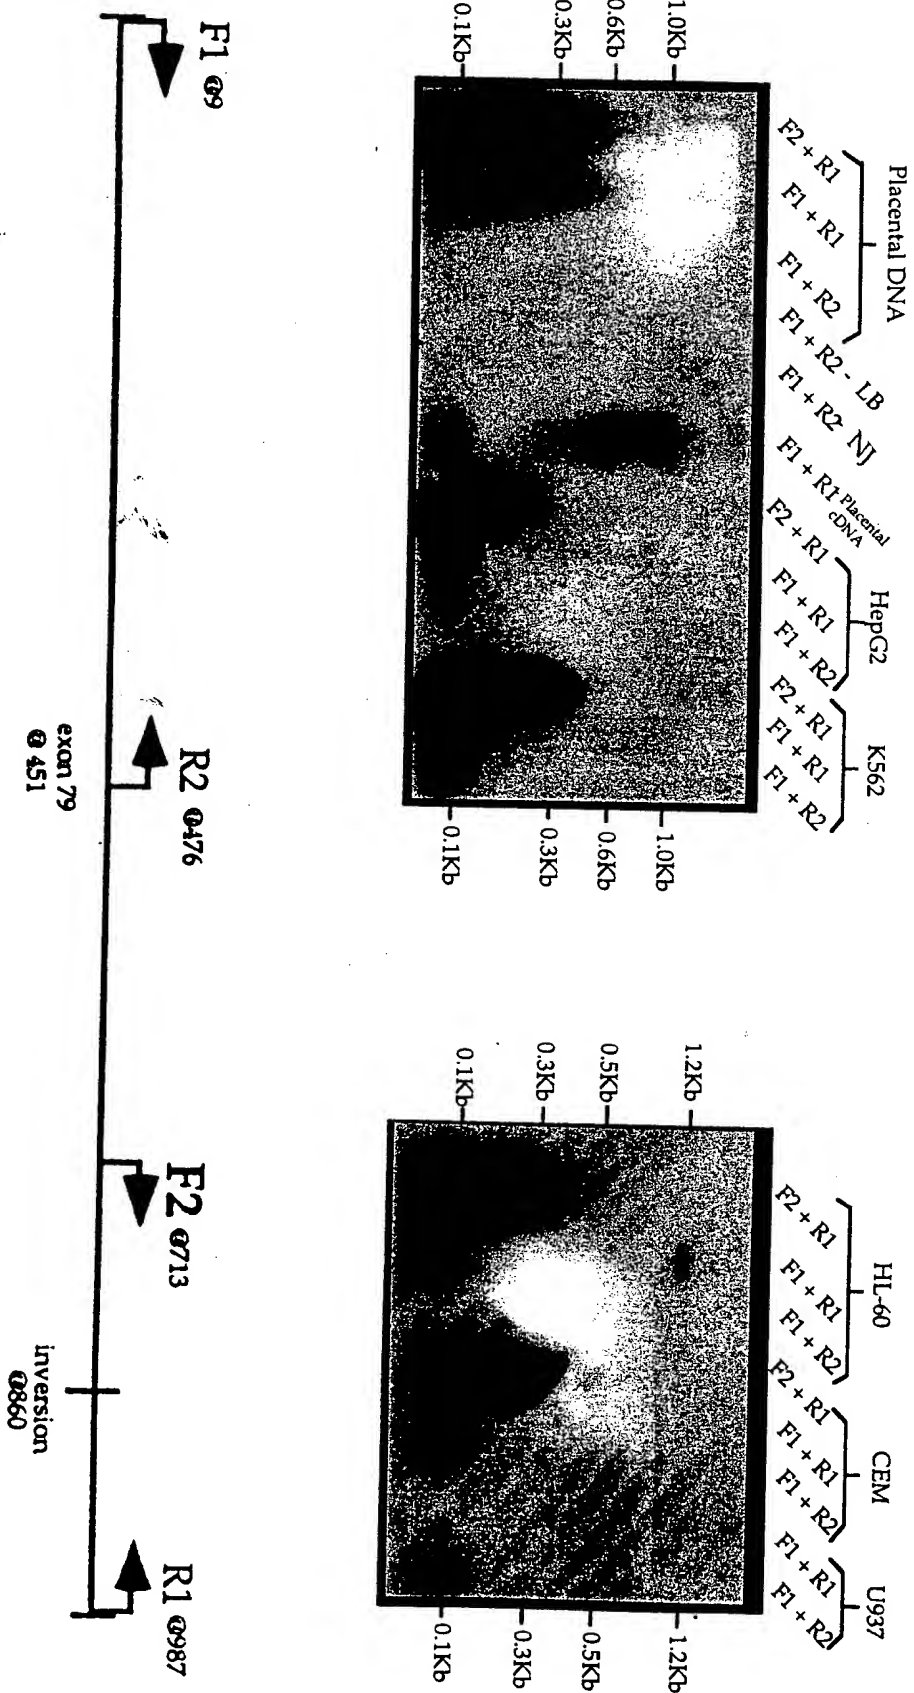 Placental DNA
HepG2
K562
F2 + R1
F1 + R1
F1 + R2
F1 + R2 - LB
F1 + R2 NJ
F1 + R1 Placental
cDNA
F2 + R1
F1 + R1
F1 + R2
F2 + R1
F1 + R1
F1 + R2
1.0Kb
0.6Kb
0.3Kb
0.1Kb
1.0Kb
0.6Kb
0.3Kb
0.1Kb
HL-60
CEM
U937
F2 + R1
F1 + R1
F1 + R2
F2 + R1
F1 + R1
F1 + R2
F1 + R1
F1 + R2
1.2Kb
0.5Kb
0.3Kb
0.1Kb
1.2Kb
0.5Kb
0.3Kb
0.1Kb
F1 @9
R2 @476
F2 @713
R1 @987
exon 79
@ 451
inversion
@860